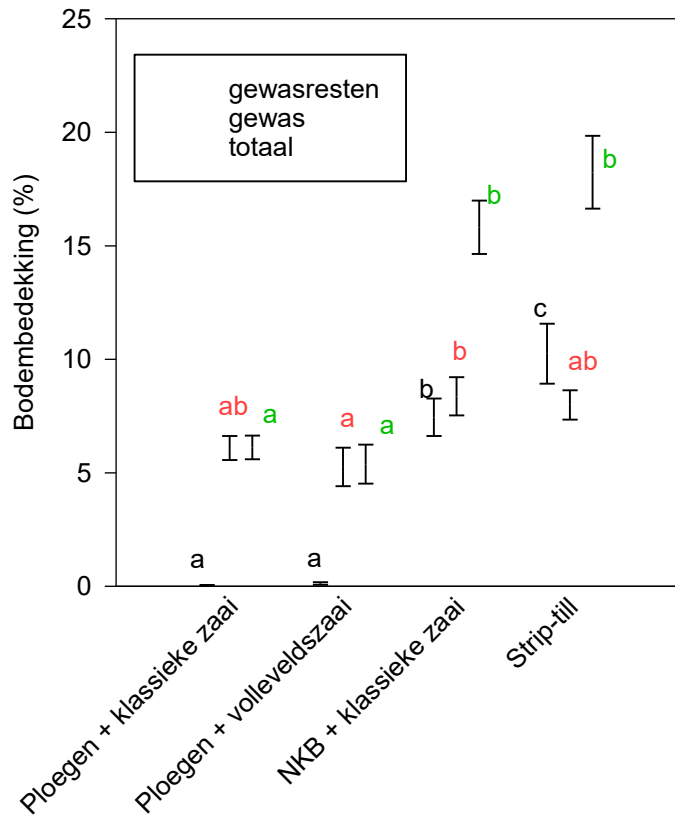 25
gewasresten
gewas
totaal
20
b
b
15
c
10
b
ab
b
ab
a
a
a
5
a
a
0
Bodembedekking (%)
Ploegen + klassieke zaai
Ploegen + volleveldszaai
NKB + klassieke zaai
Strip-till